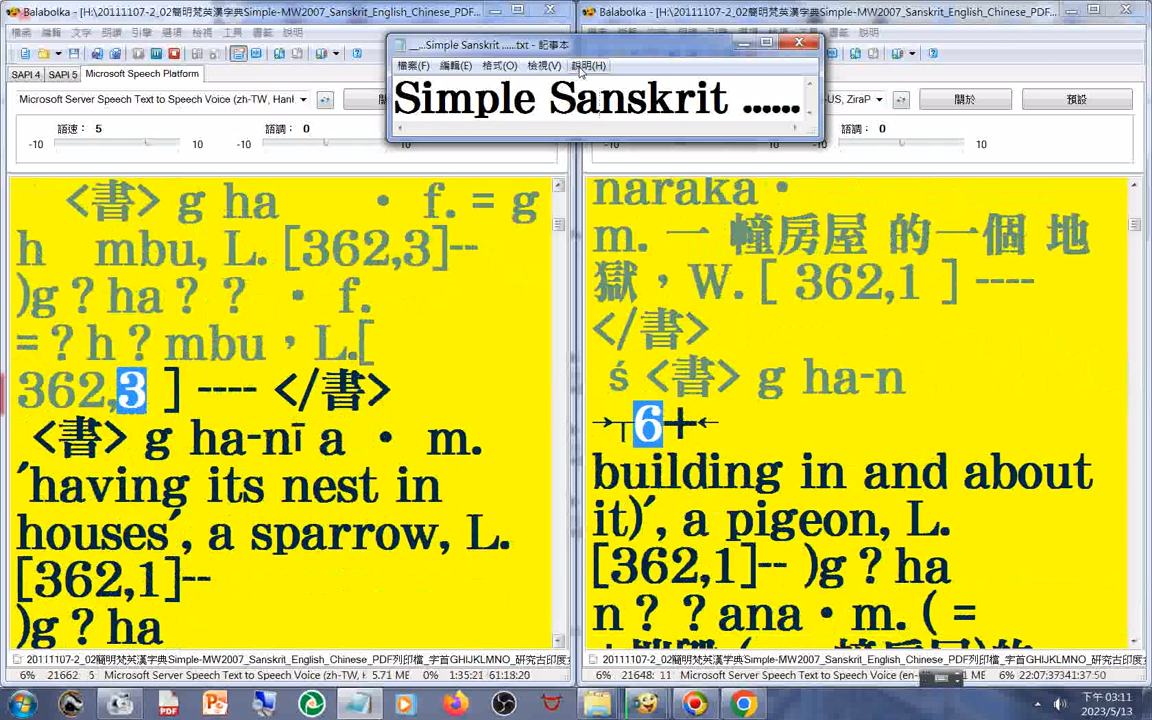 Balabolka - [H:\20111107-2_02簡明梵英漢字典Simple-MW2007_Sanskrit_English_Chinese_PDF...
Balabolka - [H:\20111107-2_02簡明梵英漢字典Simple-MW2007_Sanskrit_English_Chinese_PDF...
__...Simple Sanskrit ......txt - 記事本
檔案(F) 編輯(E) 格式(O) 檢視(V) 說明(H)
Simple Sanskrit ......
SAPI 4 SAPI 5 Microsoft Speech Platform
Microsoft Server Speech Text to Speech Voice (zh-TW, Han
-US, ZiraP
關於 預設
語速: 5 語調: 0
-10 10 -10
語調: 0
-10 10
<書> g ha • f. = g
h mbu, L. [362,3]--
)g ? ha ? ? • f.
= ? h ? mbu , L.[
362,3 ] ---- </書>
<書> g ha-nī a • m.
'having its nest in
houses', a sparrow, L.
[362,1]--
)g ? ha
naraka •
m. 一 幢房屋 的一個 地
獄，W. [ 362,1 ] ----
</書>
ś <書> g ha-n
6
building in and about
it)', a pigeon, L.
[362,1]-- )g ? ha
n ? ? ana • m. ( =
20111107-2_02簡明梵英漢字典Simple-MW2007_Sanskrit_English_Chinese_PDF列印檔_字首GHIJKLMNO_研究古印度
20111107-2_02簡明梵英漢字典Simple-MW2007_Sanskrit_English_Chinese_PDF列印檔_字首GHIJKLMNO_研究古印度
6% 21662 5 Microsoft Server Speech Text to Speech Voice (zh-TW, H 5.71 ME 0% 1:35:21 61:18:20
6% 21648: 11 Microsoft Server Speech Text to Speech Voice 6% 22:07:37341:37:50
下午 03:11
2023/5/13